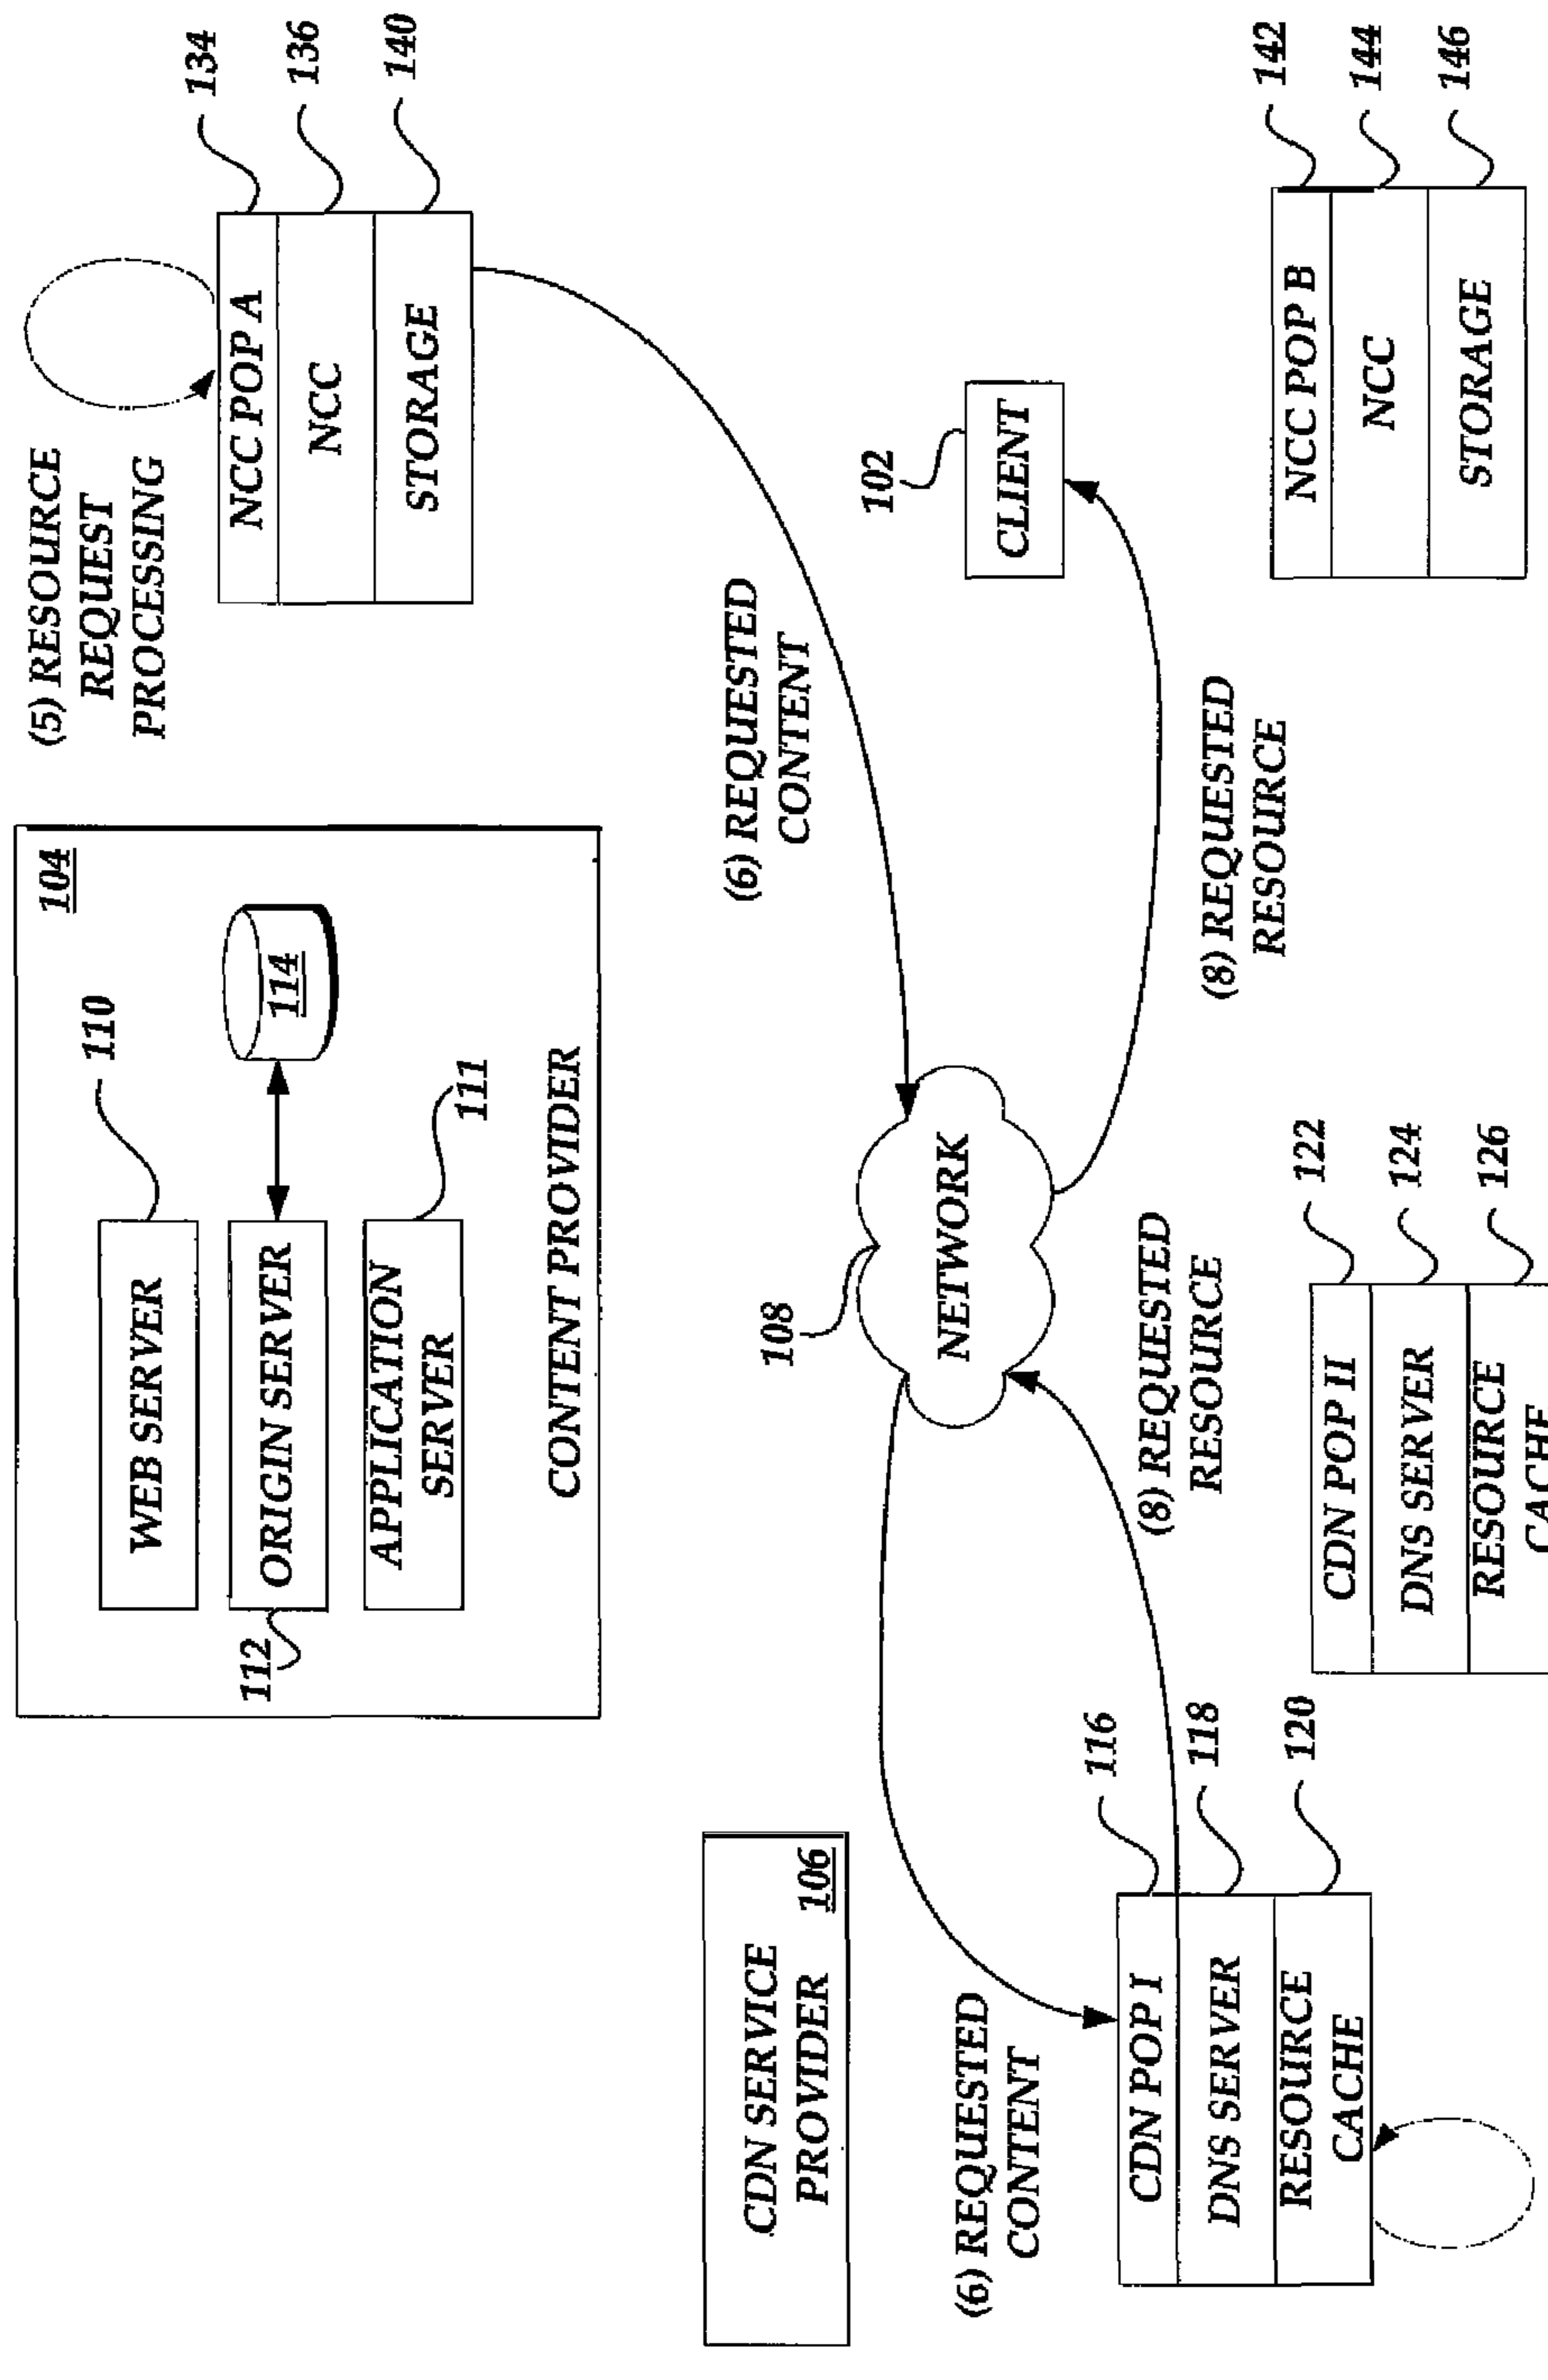 104
WEB SERVER
110
ORIGIN SERVER
112
114
APPLICATION
SERVER
111
CONTENT PROVIDER
(5) RESOURCE
REQUEST
PROCESSING
NCC POP A
134
NCC
136
STORAGE
140
CDN SERVICE
PROVIDER
106
108
NETWORK
(6) REQUESTED
CONTENT
(6) REQUESTED
CONTENT
102
CLIENT
CDN POP I
116
DNS SERVER
118
RESOURCE
CACHE
120
(8) REQUESTED
RESOURCE
(8) REQUESTED
RESOURCE
CDN POP II
122
DNS SERVER
124
RESOURCE
CACHE
126
NCC POP B
142
NCC
144
STORAGE
146